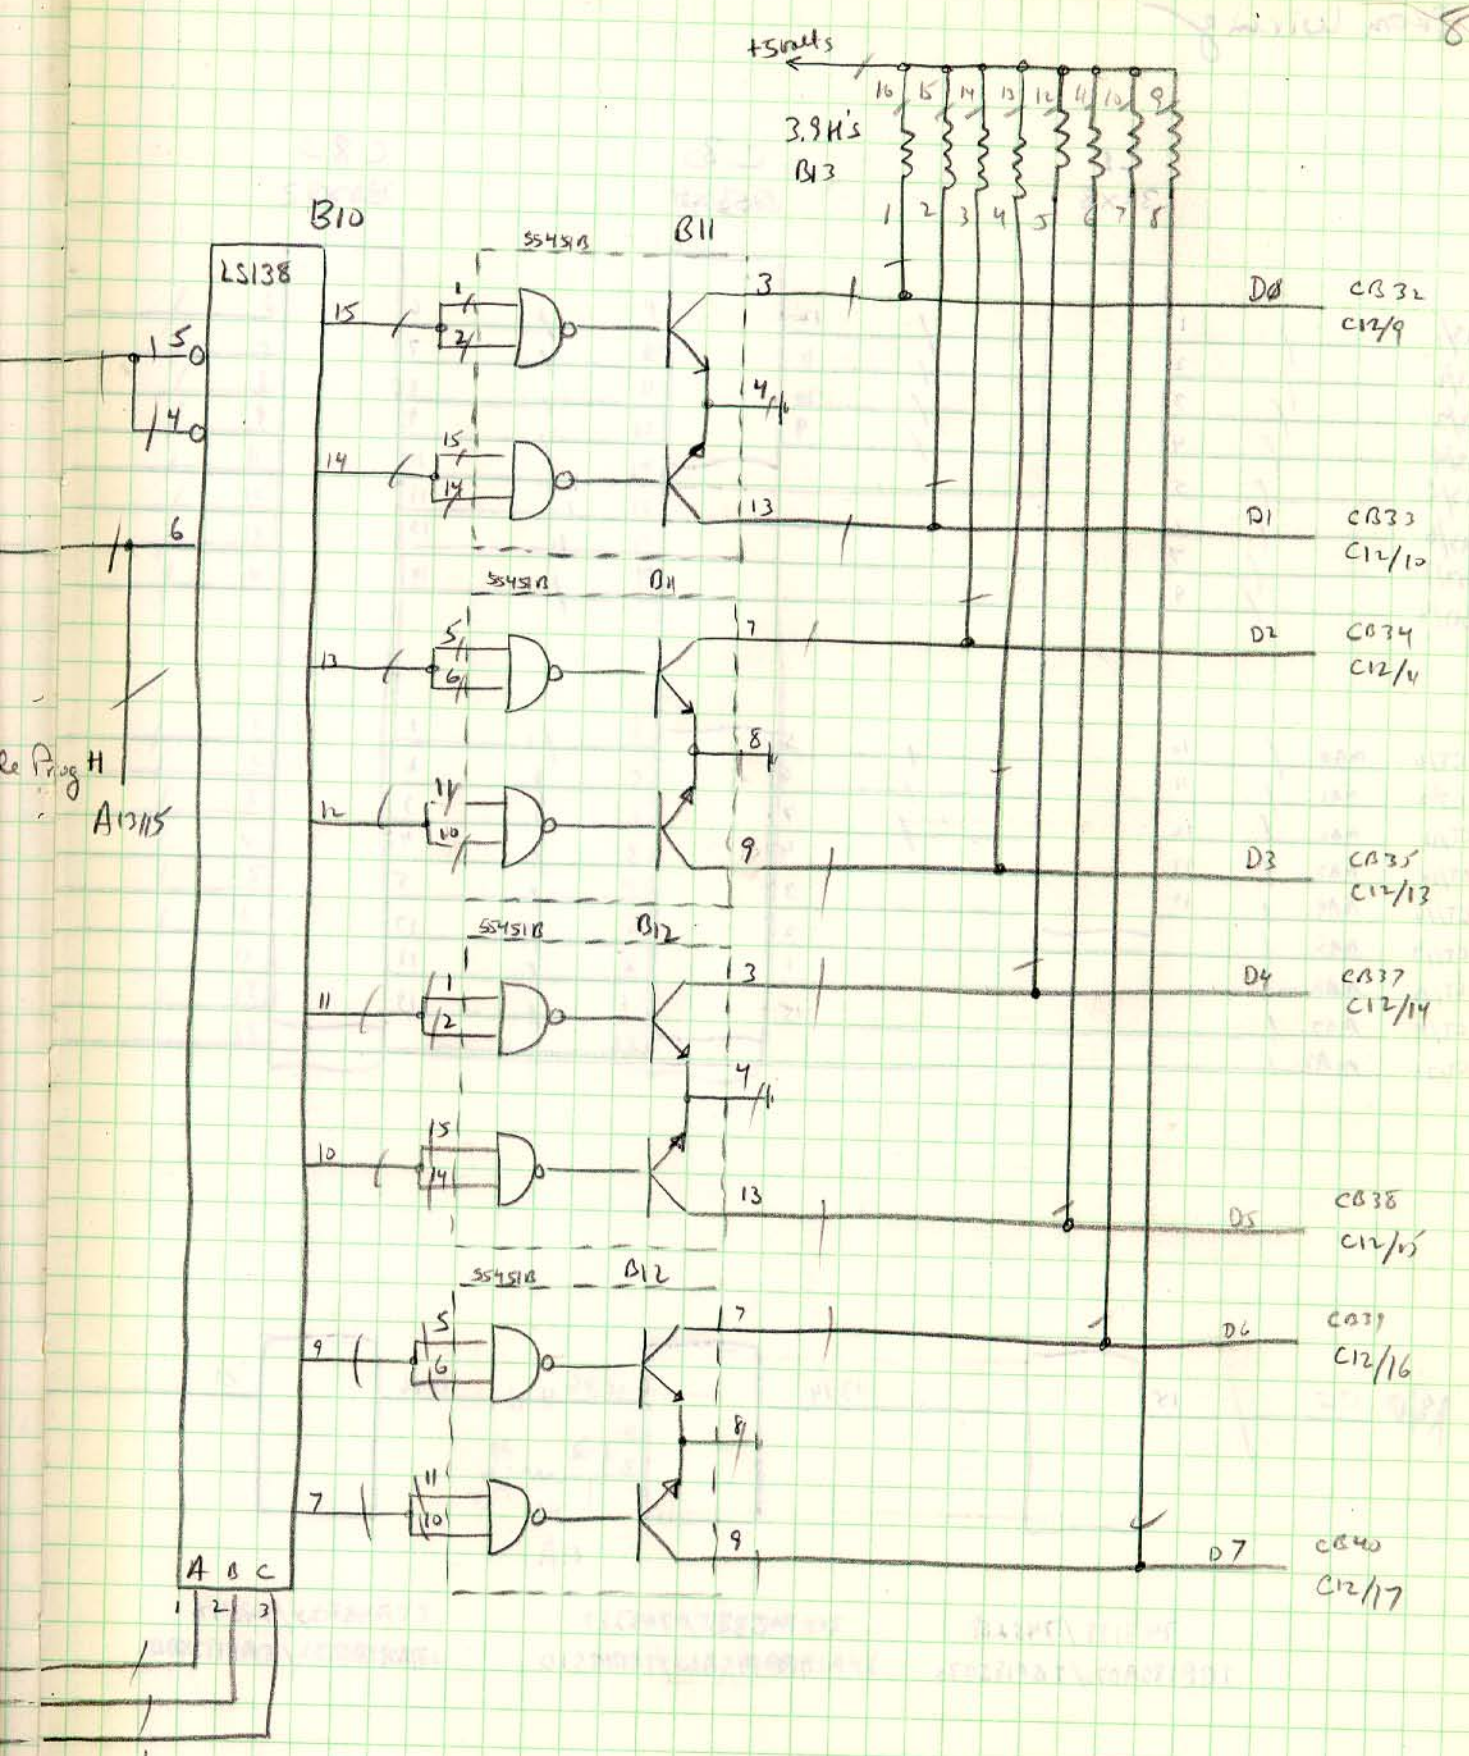 8
+5volts
16 15 14 13 12 11 10 9
3.9K's
B13
1 2 3 4 5 6 7 8
B10
LS138
55451B B11
15 1 2 3 D0 CB32
C12/9
5
4
4
14 15 14 13 D1 CB33
C12/10
6
55451B B11
13 5 6 7 D2 CB34
C12/11
8
Prog H
A13/15
12 11 10 9 D3 CB35
C12/13
55451B B12
11 1 2 3 D4 CB37
C12/14
4
10 15 14 13 D5 CB38
C12/15
55451B B12
9 5 6 7 D6 CB39
C12/16
8
7 11 10 9 D7 CB40
C12/17
A B C
1 2 3